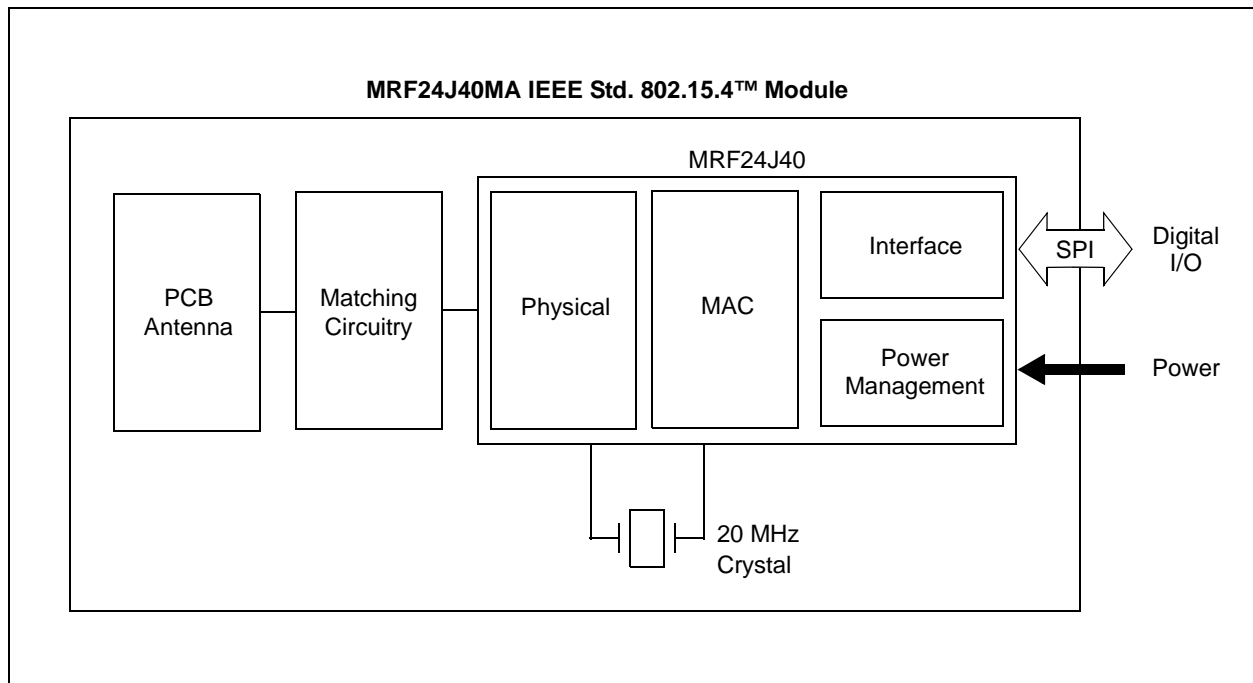 MRF24J40MA IEEE Std. 802.15.4™ Module
MRF24J40
PCB
Antenna
Matching
Circuitry
Physical
MAC
Interface
Power
Management
SPI
Digital
I/O
Power
20 MHz
Crystal